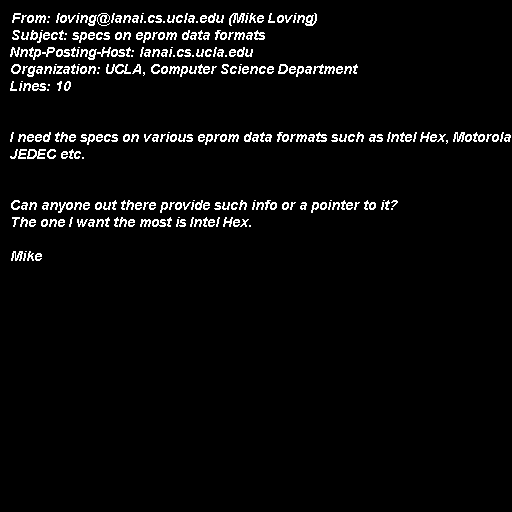 From: loving@lanai.cs.ucla.edu (Mike Loving)
Subject: specs on eprom data formats
Nntp-Posting-Host: lanai.cs.ucla.edu
Organization: UCLA, Computer Science Department
Lines: 10
I need the specs on various eprom data formats such as Intel Hex, Motorola
JEDEC etc.
Can anyone out there provide such info or a pointer to it?
The one I want the most is Intel Hex.
Mike